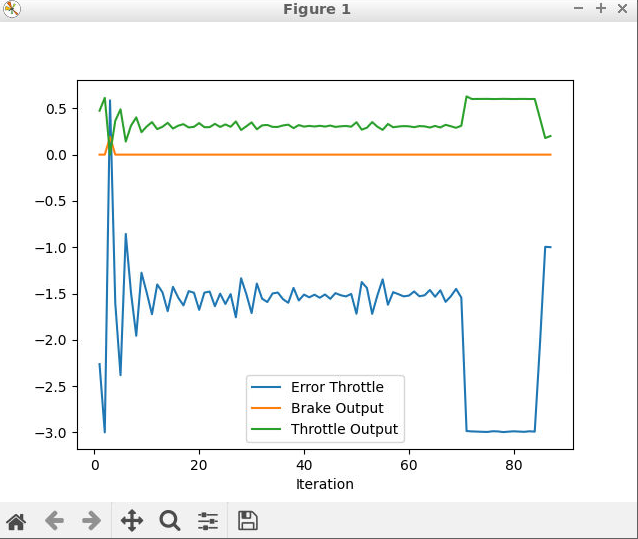 Figure 1
0.5
0.0
−0.5
−1.0
−1.5
−2.0
−2.5
−3.0
Error Throttle
Brake Output
Throttle Output
0 20 40 60 80
Iteration